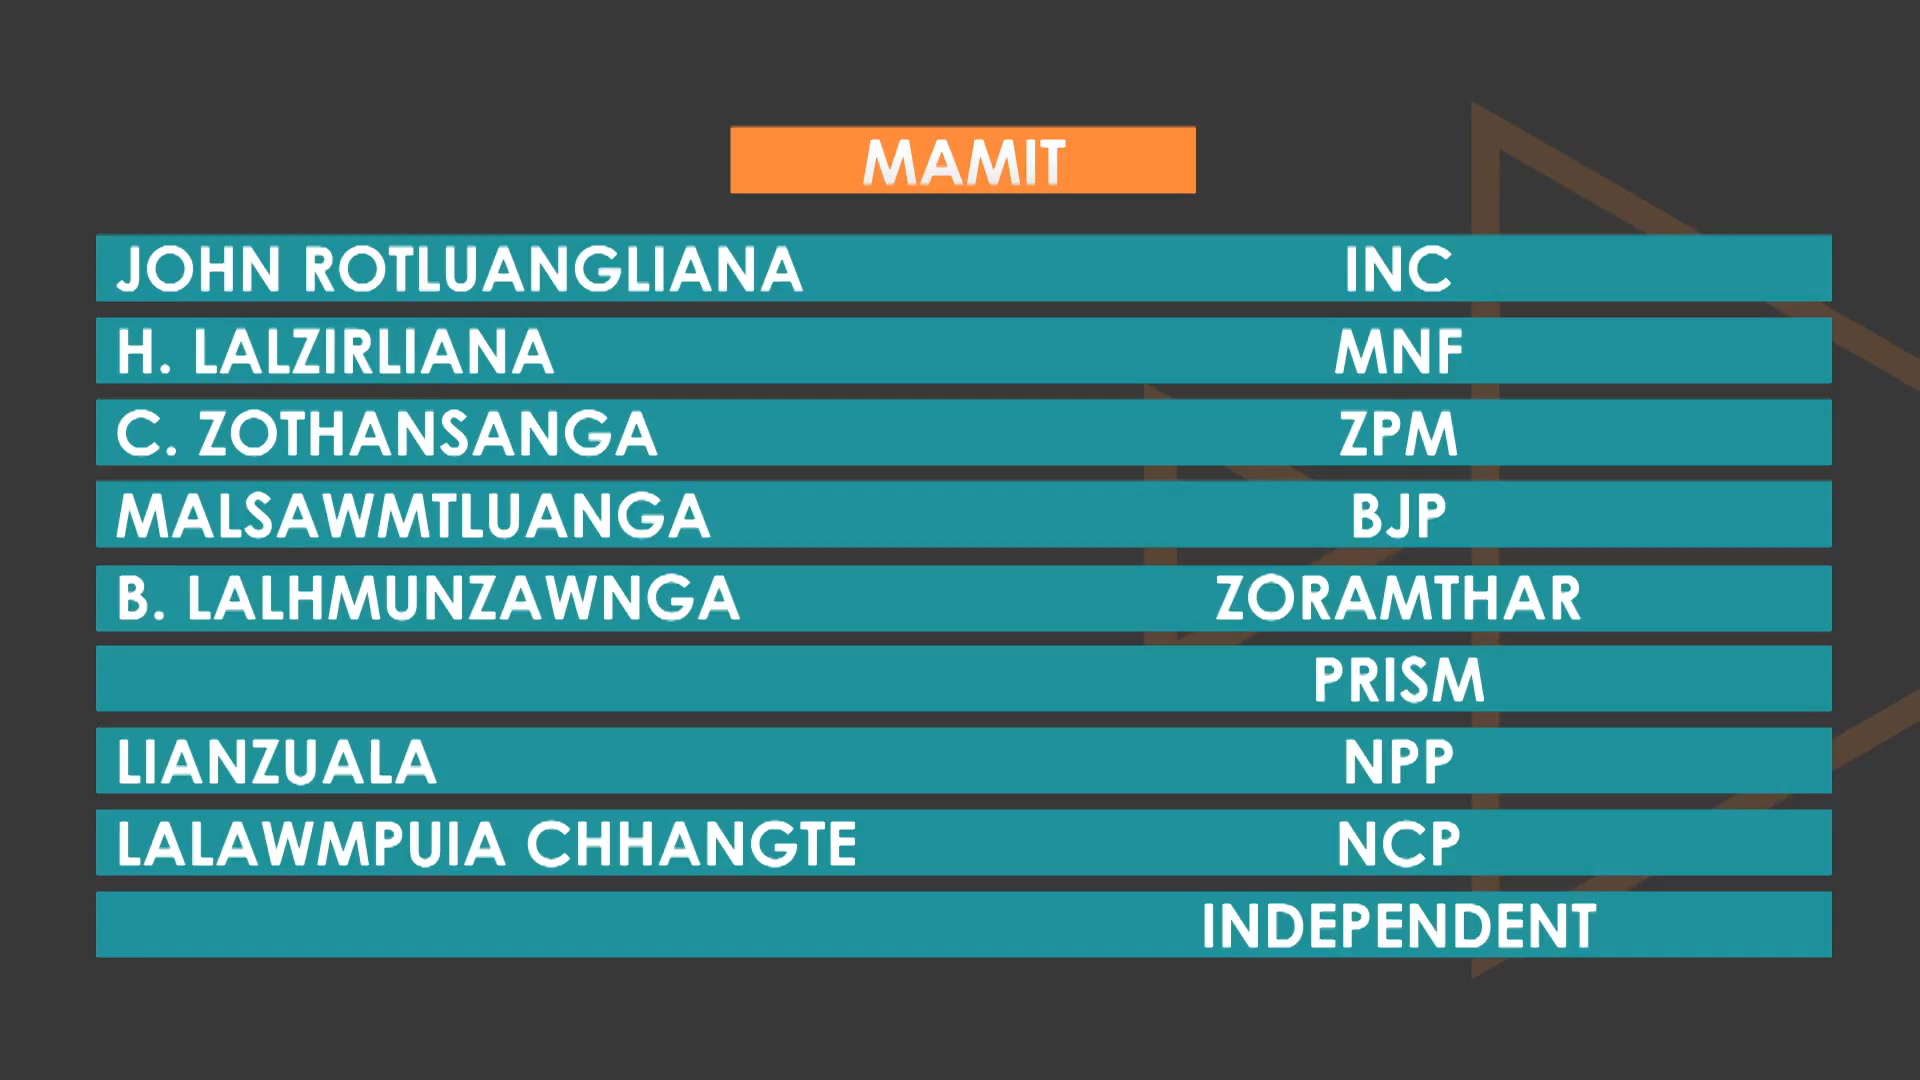 MAMIT
JOHN ROTLUANGLIANA INC
H. LALZIRLIANA MNF
C. ZOTHANSANGA ZPM
MALSAWMTLUANGA BJP
B. LALHMUNZAWNGA ZORAMTHAR
PRISM
LIANZUALA NPP
LALAWMPUIA CHHANGTE NCP
INDEPENDENT